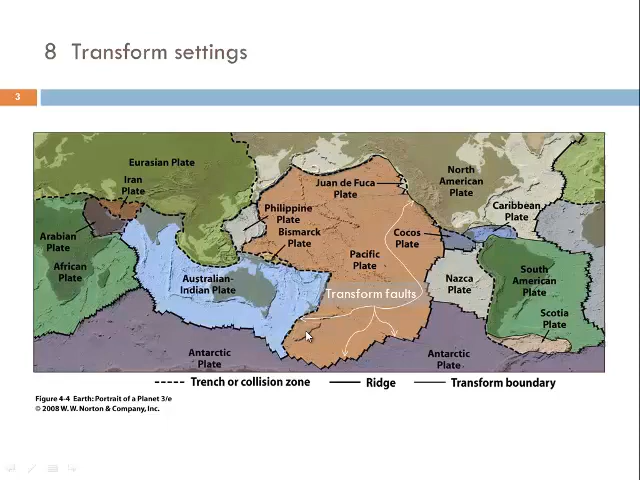 8 Transform settings
3
Eurasian Plate
Iran
Plate
Juan de Fuca
Plate
North
American
Plate
Philippine
Plate
Caribbean
Plate
Arabian
Plate
Bismarck
Plate
Cocos
Plate
African
Plate
Pacific
Plate
Australian-
Indian Plate
Nazca
Plate
South
American
Plate
Transform faults
Scotia
Plate
Antarctic
Plate
Antarctic
Plate
Trench or collision zone
Ridge
Transform boundary
Figure 4-4 Earth: Portrait of a Planet 3/e
© 2008 W. W. Norton & Company, Inc.